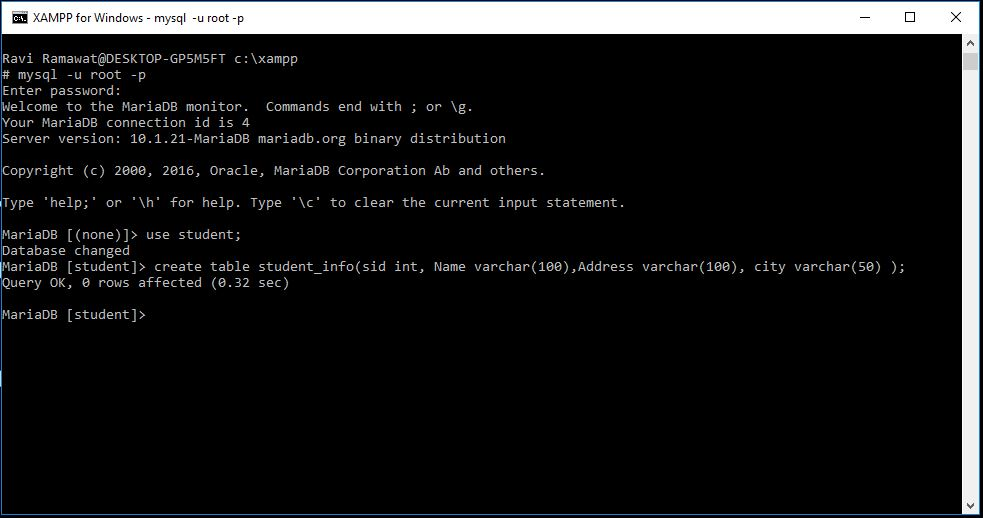 XAMPP for Windows - mysql  -u root -p
Ravi Ramawat@DESKTOP-GP5M5FT c:\xampp
# mysql -u root -p
Enter password:
Welcome to the MariaDB monitor.  Commands end with ; or \g.
Your MariaDB connection id is 4
Server version: 10.1.21-MariaDB mariadb.org binary distribution
Copyright (c) 2000, 2016, Oracle, MariaDB Corporation Ab and others.
Type 'help;' or '\h' for help. Type '\c' to clear the current input statement.
MariaDB [(none)]> use student;
Database changed
MariaDB [student]> create table student_info(sid int, Name varchar(100),Address varchar(100), city varchar(50) );
Query OK, 0 rows affected (0.32 sec)
MariaDB [student]>